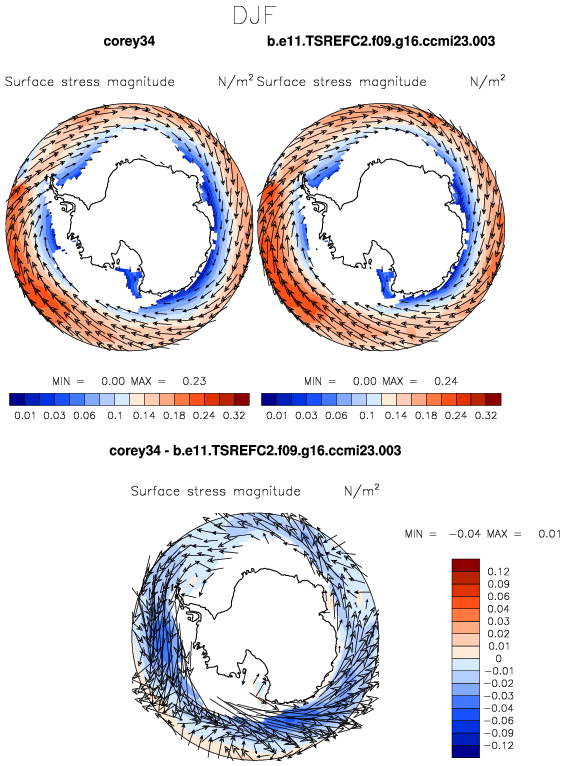 DJF
corey34 b.e11.TSREFC2.f09.g16.ccmi23.003
Surface stress magnitude N/m² Surface stress magnitude N/m²
MIN = 0.00 MAX = 0.23 MIN = 0.00 MAX = 0.24
0.01 0.03 0.06 0.1 0.14 0.18 0.24 0.32 0.01 0.03 0.06 0.1 0.14 0.18 0.24 0.32
corey34 - b.e11.TSREFC2.f09.g16.ccmi23.003
Surface stress magnitude N/m²
MIN = −0.04 MAX = 0.01
0.12
0.09
0.06
0.04
0.03
0.02
0.01
0
−0.01
−0.02
−0.03
−0.04
−0.06
−0.09
−0.12